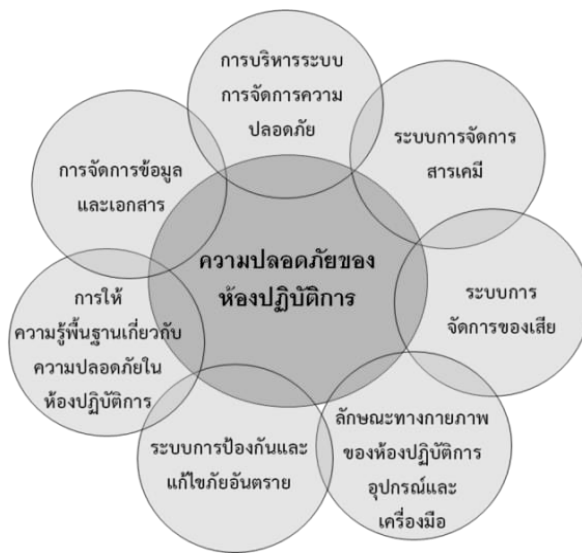 การบริหารระบบ
การจัดการความ
ปลอดภัย
ระบบการจัดการ
สารเคมี
ระบบการ
จัดการของเสีย
ลักษณะทางกายภาพ
ของห้องปฏิบัติการ
อุปกรณ์และ
เครื่องมือ
ระบบการป้องกันและ
แก้ไขภัยอันตราย
การให้
ความรู้พื้นฐานเกี่ยวกับ
ความปลอดภัยใน
ห้องปฏิบัติการ
การจัดการข้อมูล
และเอกสาร
ความปลอดภัยของ
ห้องปฏิบัติการ